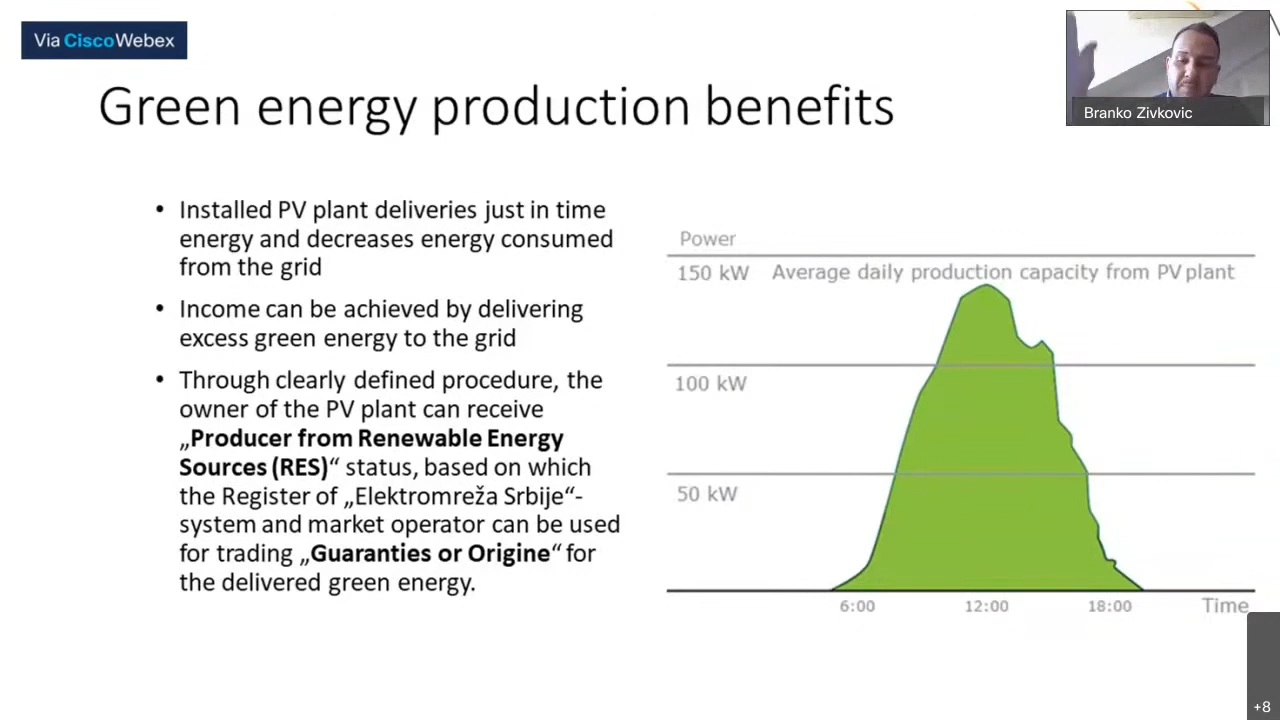 Via Cisco Webex
Branko Zivkovic
Green energy production benefits
• Installed PV plant deliveries just in time
energy and decreases energy consumed
from the grid
• Income can be achieved by delivering
excess green energy to the grid
• Through clearly defined procedure, the
owner of the PV plant can receive
„Producer from Renewable Energy
Sources (RES)“ status, based on which
the Register of „Elektromreža Srbije“-
system and market operator can be used
for trading „Guaranties or Origine“ for
the delivered green energy.
Power
150 kW Average daily production capacity from PV plant
100 kW
50 kW
6:00 12:00 18:00 Time
+8